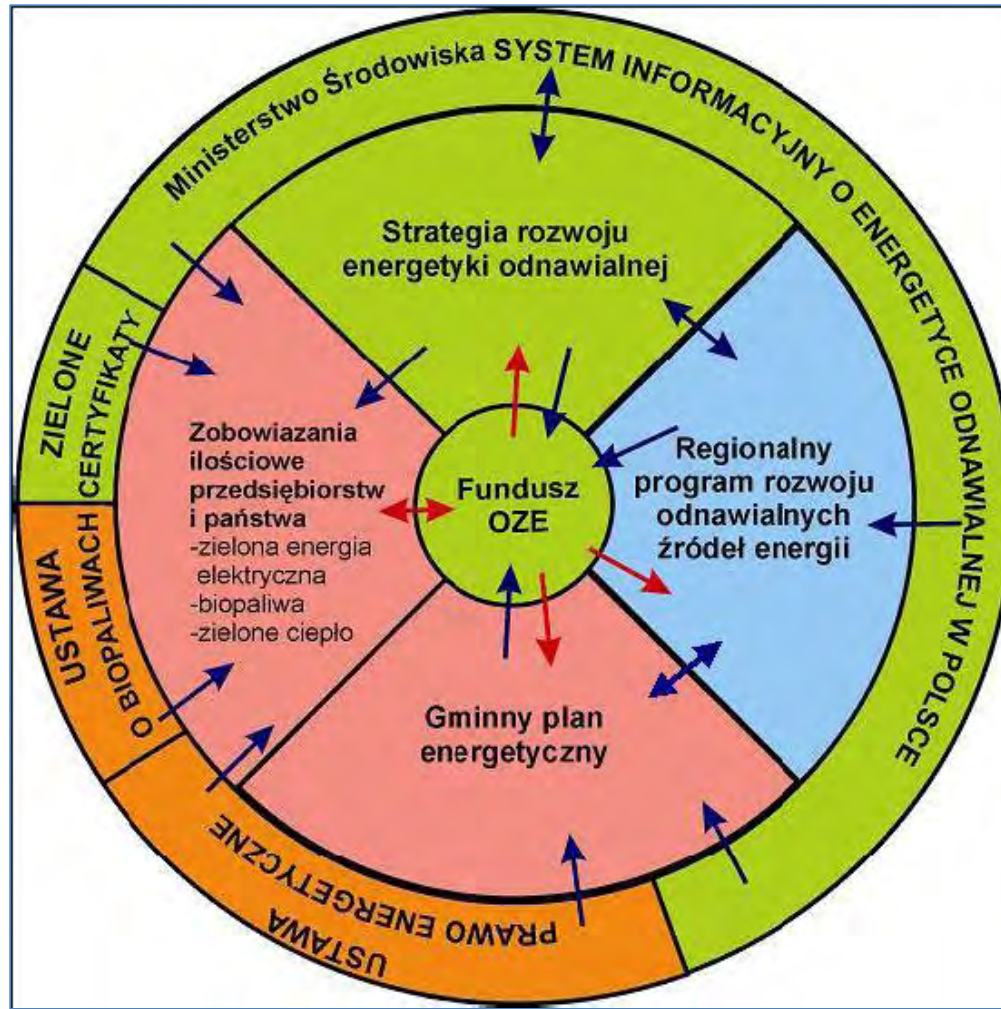 Ministerstwo Środowiska SYSTEM INFORMACYJNY O ENERGETYCE ODNAWIALNEJ W POLSCE
Strategia rozwoju
energetyki odnawialnej
ZIELONE
CERTYFIKATY
Zobowiazania
ilościowe
przedsiębiorstw
i państwa
-zielona energia
elektryczna
-biopaliwa
-zielone ciepło
Fundusz
OZE
Regionalny
program rozwoju
odnawialnych
źródeł energii
USTAWA
O BIOPALIWACH
Gminny plan
energetyczny
USTAWA
PRAWO ENERGETYCZNE